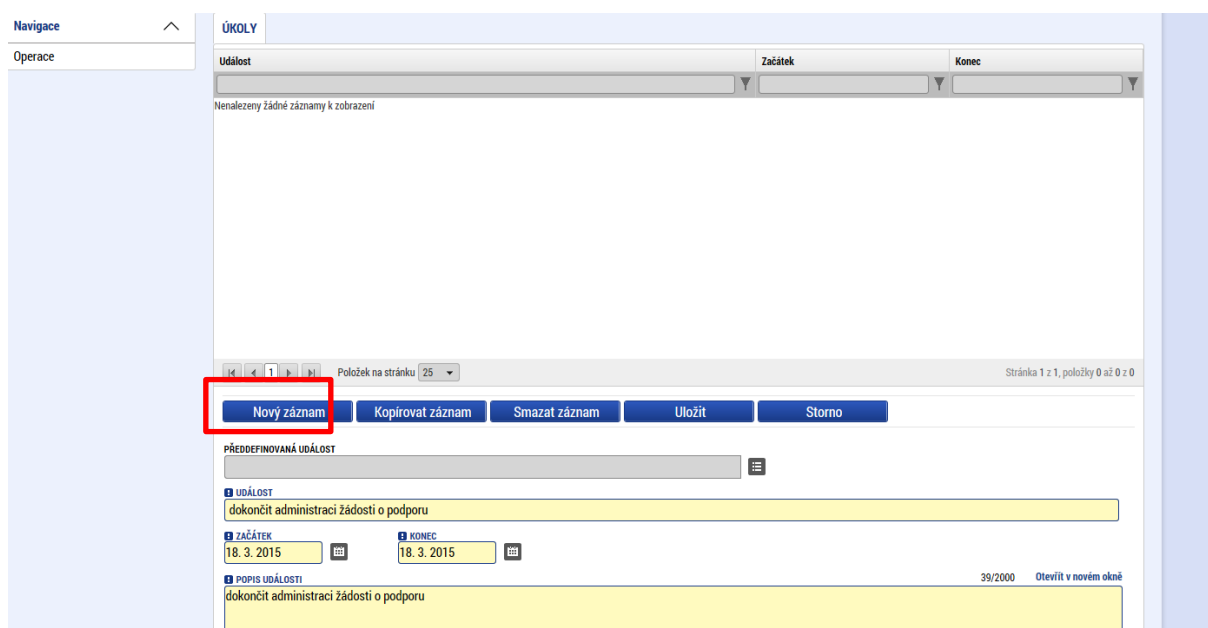 Navigace
ÚKOLY
Operace
Událost Začátek Konec
Nenalezeny žádné záznamy k zobrazení
1 Položek na stránku 25 Stránka 1 z 1, položky 0 až 0 z 0
Nový záznam Kopírovat záznam Smazat záznam Uložit Storno
PŘEDDEFINOVANÁ UDÁLOST
UDÁLOST
dokončit administraci žádosti o podporu
ZAČÁTEK KONEC
18. 3. 2015 18. 3. 2015
POPIS UDÁLOSTI 39/2000 Otevřít v novém okně
dokončit administraci žádosti o podporu